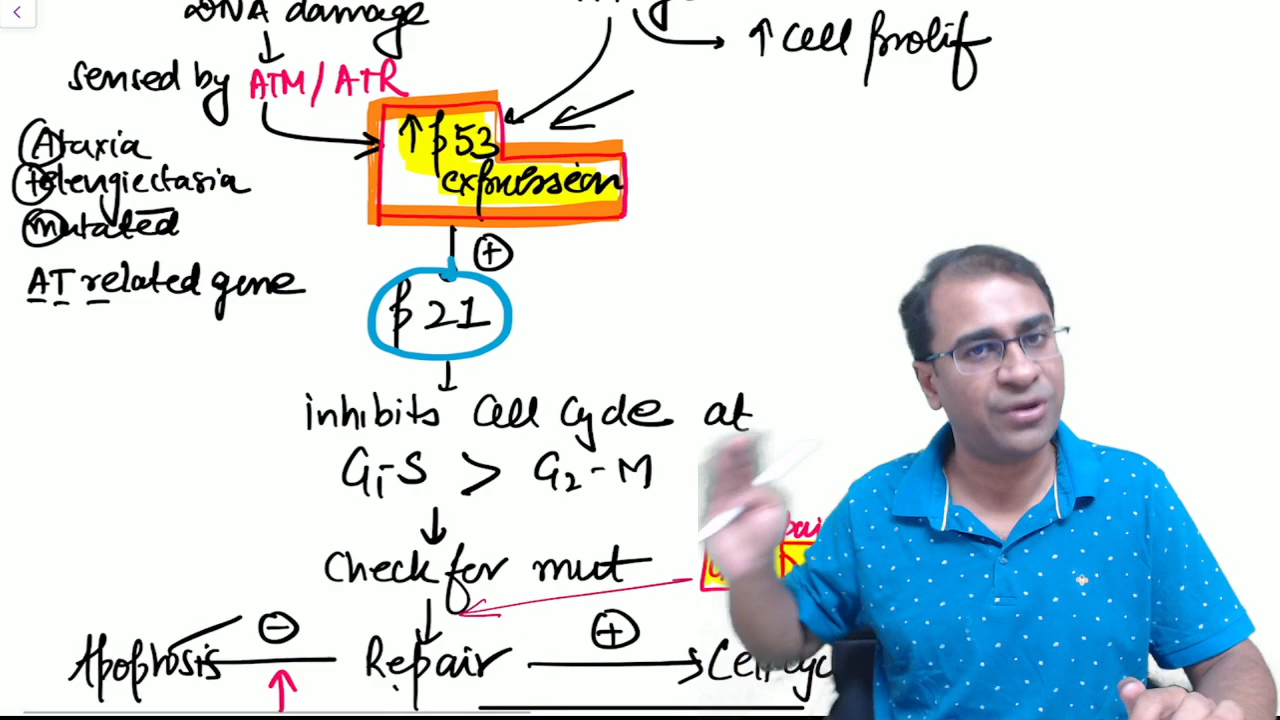 DNA damage
↑ Cell prolif
sensed by ATM/ATR
↑ p53
expression
Ataxia
telengiectasia
mutated
AT related gene
+
p21
inhibits Cell Cycle at
G1-S > G2-M
Check for mut
Apoptosis - Repair +